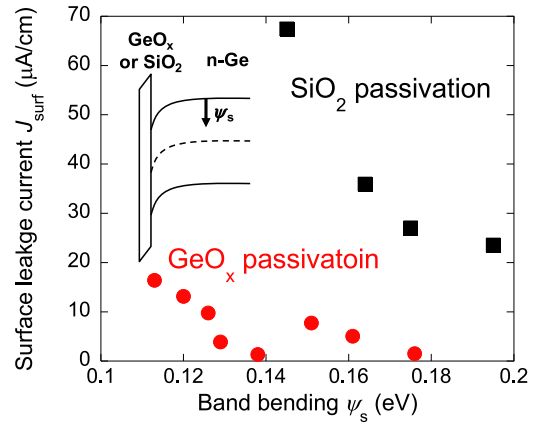 Surface leakge current J_surf (μA/cm)
70
60
50
40
30
20
10
0
GeO_x
or SiO_2
n-Ge
ψ_s
SiO_2 passivation
GeO_x passivatoin
0.1 0.12 0.14 0.16 0.18 0.2
Band bending ψ_s (eV)